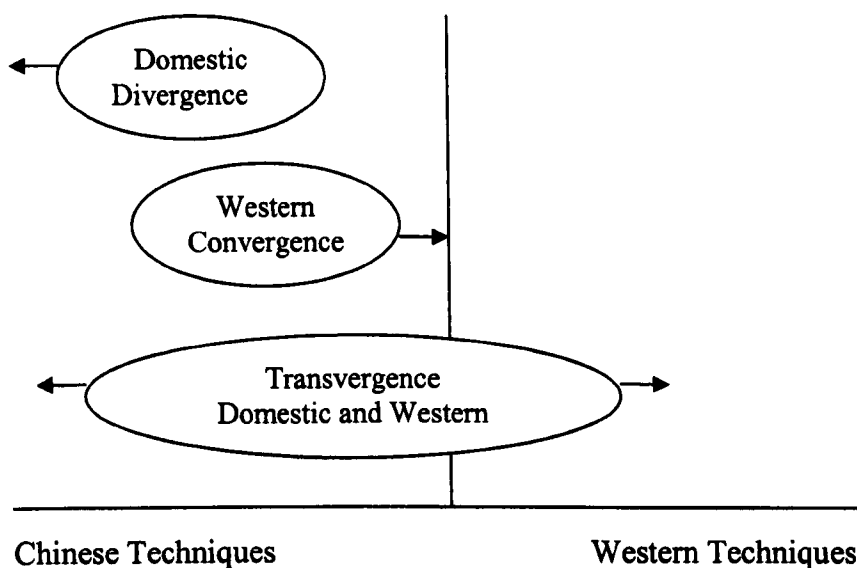 Domestic
Divergence
Western
Convergence
Transvergence
Domestic and Western
Chinese Techniques
Western Techniques